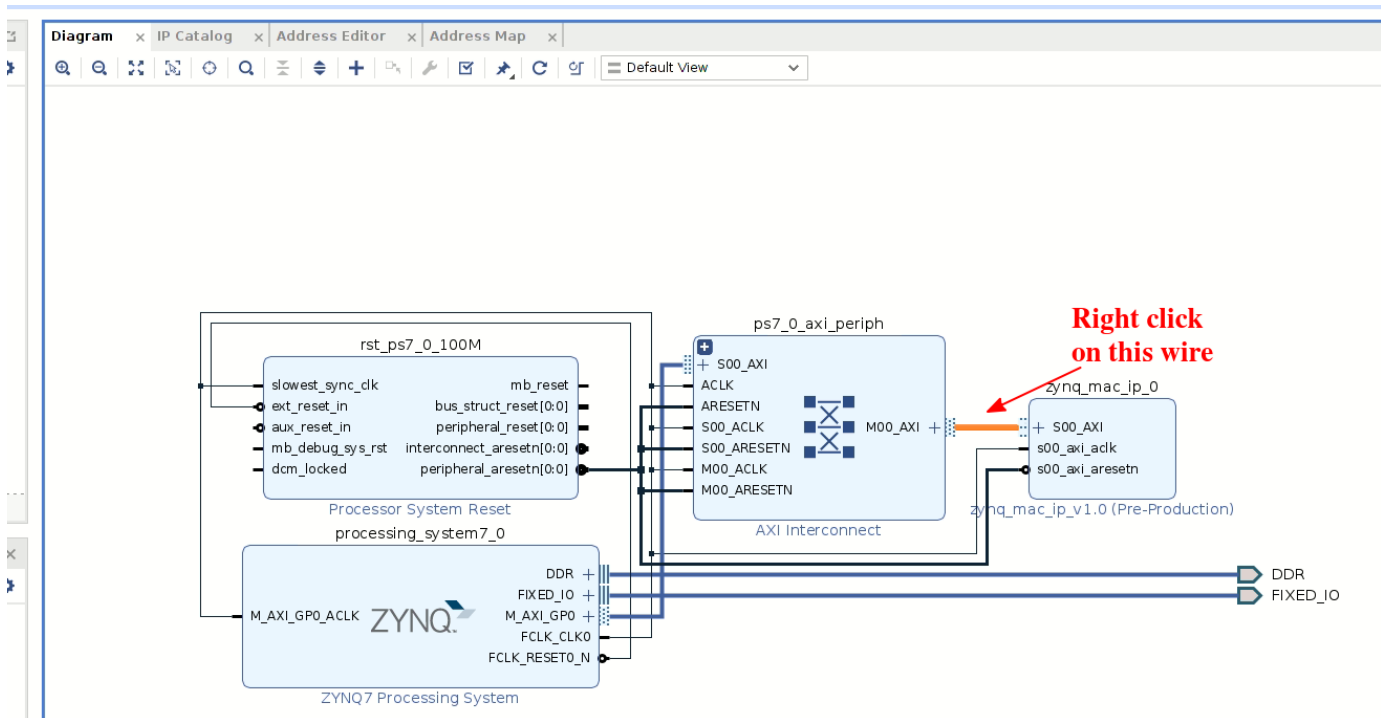 Diagram × IP Catalog × Address Editor × Address Map ×
Default View
Right click
on this wire
ps7_0_axi_periph
rst_ps7_0_100M
S00_AXI
ACLK
ARESETN
S00_ACLK
S00_ARESETN
M00_ACLK
M00_ARESETN
M00_AXI
AXI Interconnect
zynq_mac_ip_0
S00_AXI
s00_axi_aclk
s00_axi_aresetn
zynq_mac_ip_v1.0 (Pre-Production)
slowest_sync_clk
ext_reset_in
aux_reset_in
mb_debug_sys_rst
dcm_locked
mb_reset
bus_struct_reset[0:0]
peripheral_reset[0:0]
interconnect_aresetn[0:0]
peripheral_aresetn[0:0]
Processor System Reset
processing_system7_0
M_AXI_GP0_ACLK
ZYNQ
DDR
FIXED_IO
M_AXI_GP0
FCLK_CLK0
FCLK_RESET0_N
ZYNQ7 Processing System
DDR
FIXED_IO